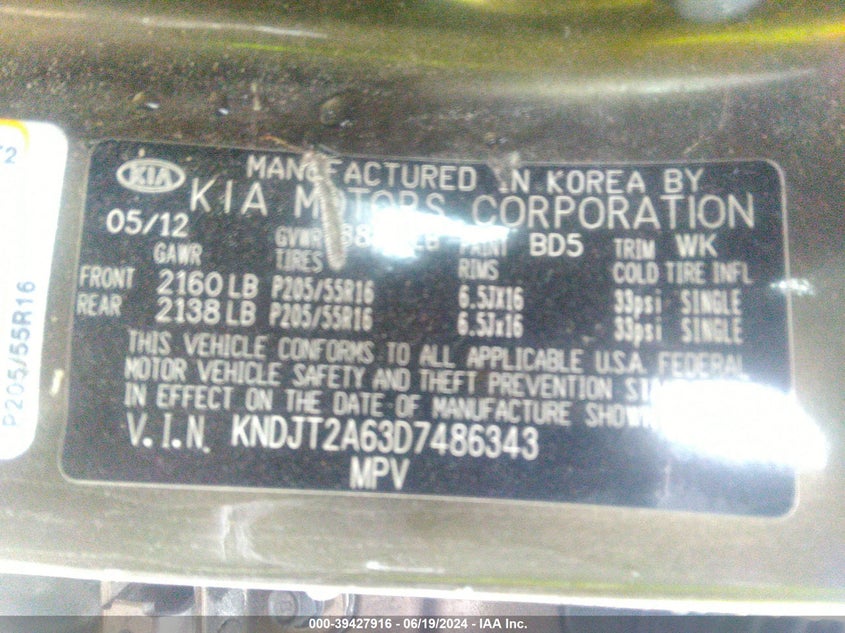 KIA
MANUFACTURED IN KOREA BY
KIA MOTORS CORPORATION
05/12 GVWR BD5 TRIM WK
GAWR TIRES RIMS COLD TIRE INFL
FRONT 2160 LB P205/55R16 6.5JX16 33psi SINGLE
REAR 2138 LB P205/55R16 6.5Jx16 33psi SINGLE
THIS VEHICLE CONFORMS TO ALL APPLICABLE U.S.A. FEDERAL
MOTOR VEHICLE SAFETY AND THEFT PREVENTION
IN EFFECT ON THE DATE OF MANUFACTURE SHOWN
V.I.N. KNDJT2A63D7486343
MPV
P205/55R16
000-39427916 - 06/19/2024 - IAA Inc.